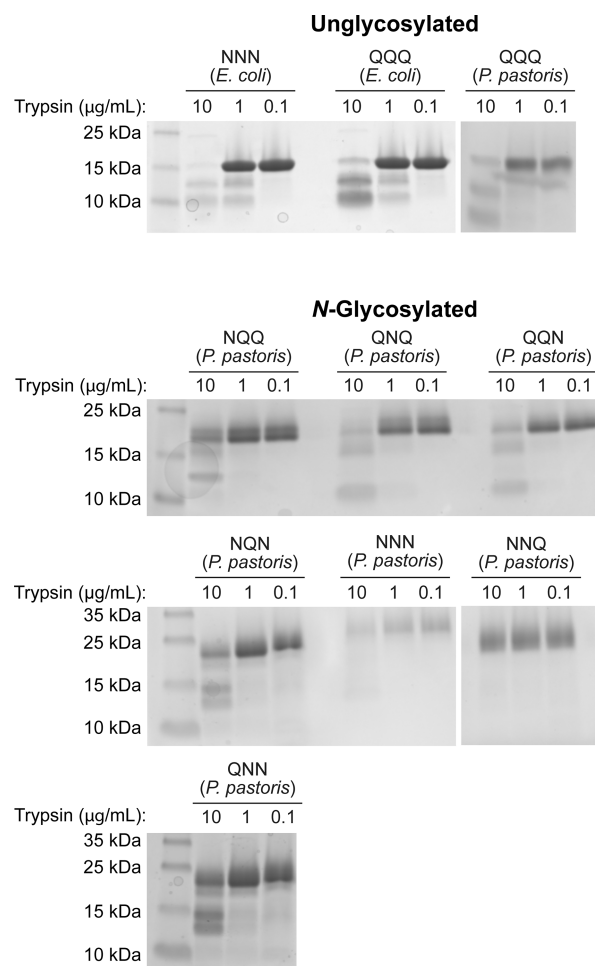 Unglycosylated
NNN QQQ QQQ
(E. coli) (E. coli) (P. pastoris)
Trypsin (µg/mL): 10 1 0.1 10 1 0.1 10 1 0.1
25 kDa
15 kDa
10 kDa
N-Glycosylated
NQQ QNQ QQN
(P. pastoris) (P. pastoris) (P. pastoris)
Trypsin (µg/mL): 10 1 0.1 10 1 0.1 10 1 0.1
25 kDa
15 kDa
10 kDa
NQN NNN NNQ
(P. pastoris) (P. pastoris) (P. pastoris)
Trypsin (µg/mL): 10 1 0.1 10 1 0.1 10 1 0.1
35 kDa
25 kDa
15 kDa
10 kDa
QNN
(P. pastoris)
Trypsin (µg/mL): 10 1 0.1
35 kDa
25 kDa
15 kDa
10 kDa